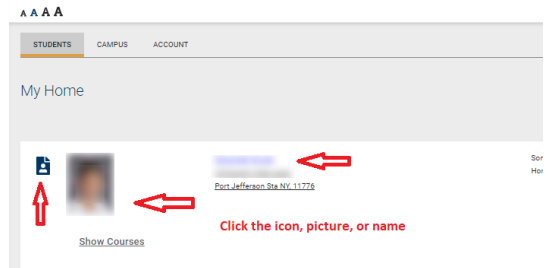 A A A A
STUDENTS CAMPUS ACCOUNT
My Home
Port Jefferson Sta NY, 11776
Click the icon, picture, or name
Show Courses